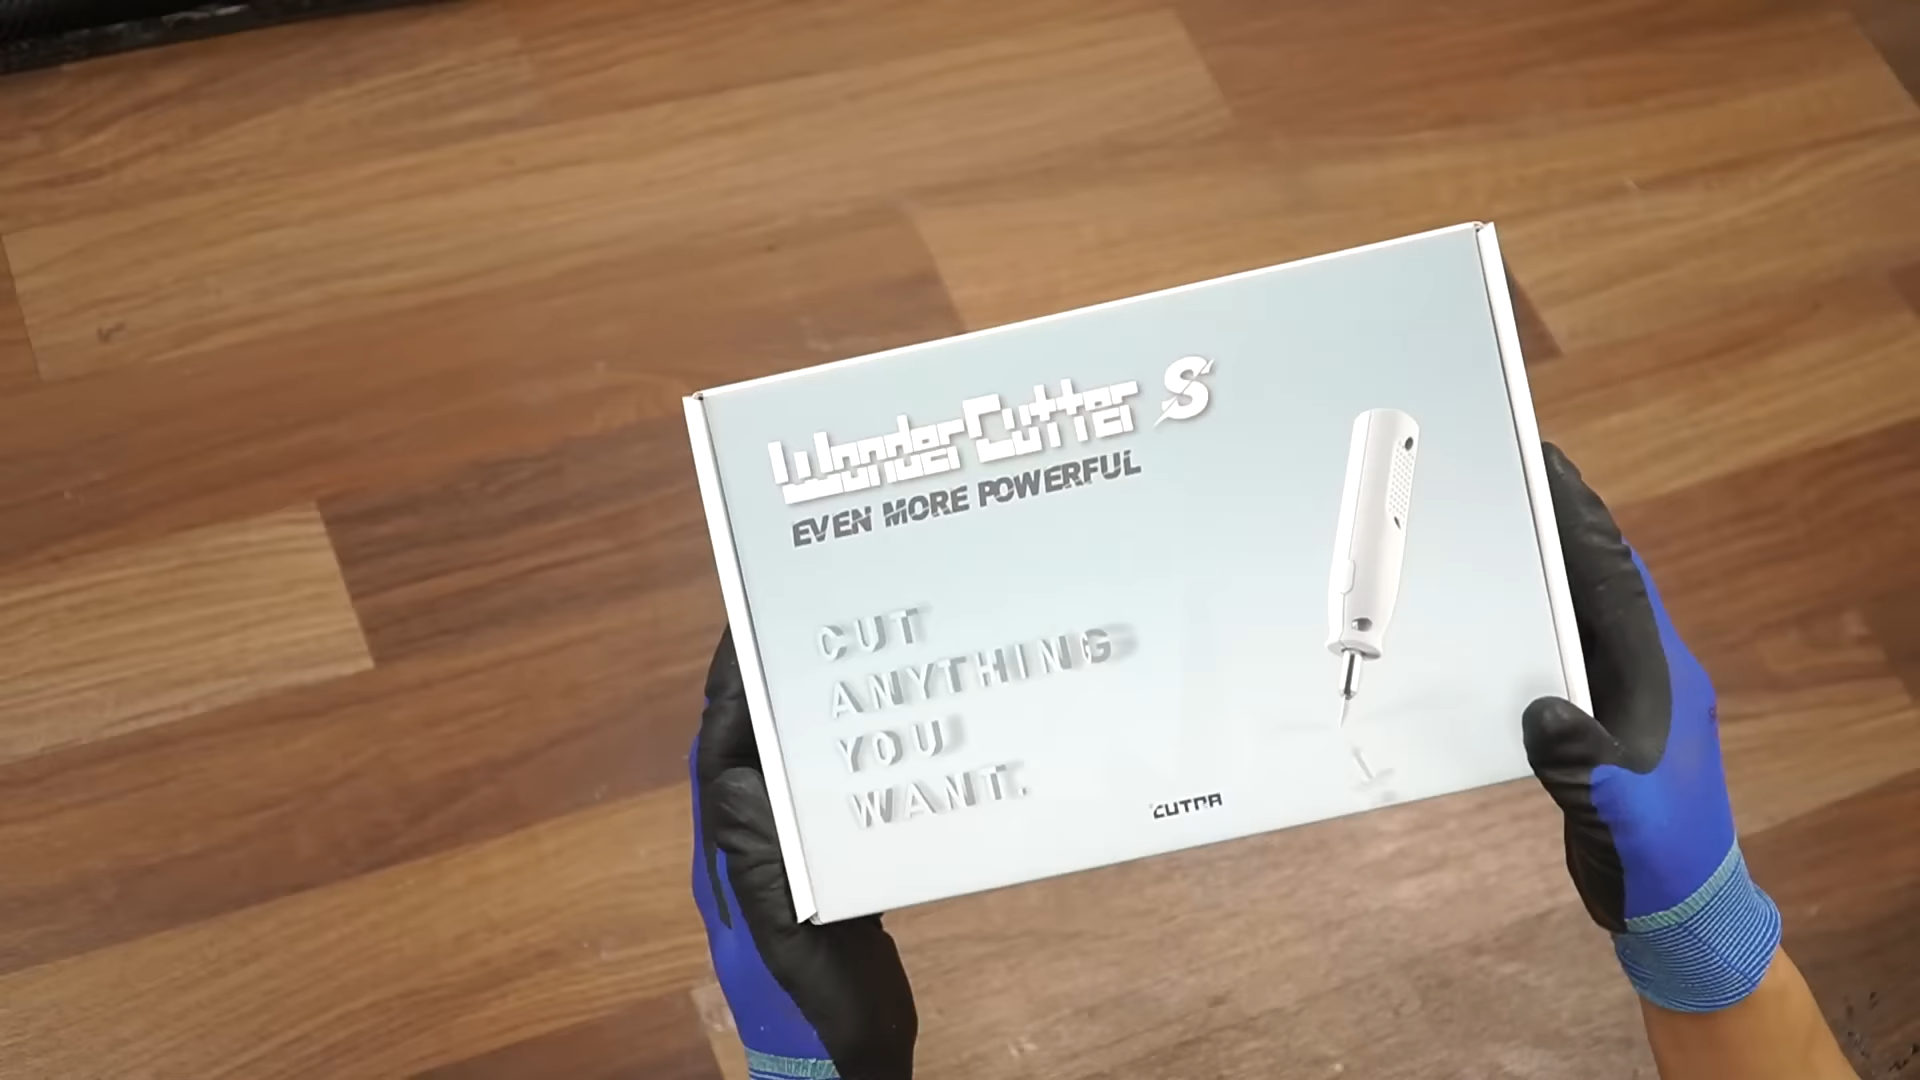 WonderCutter S
EVEN MORE POWERFUL
CUT
ANYTHING
YOU
WANT.
CUTRA